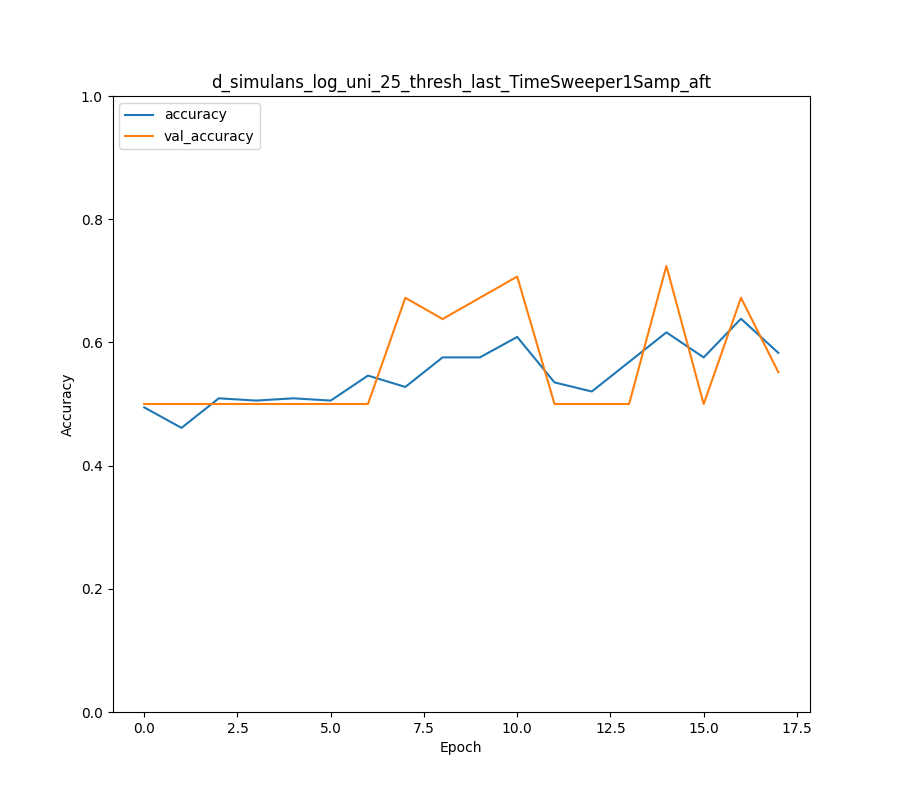 d_simulans_log_uni_25_thresh_last_TimeSweeper1Samp_aft
1.0
accuracy
val_accuracy
0.8
0.6
Accuracy
0.4
0.2
0.0
0.0 2.5 5.0 7.5 10.0 12.5 15.0 17.5
Epoch